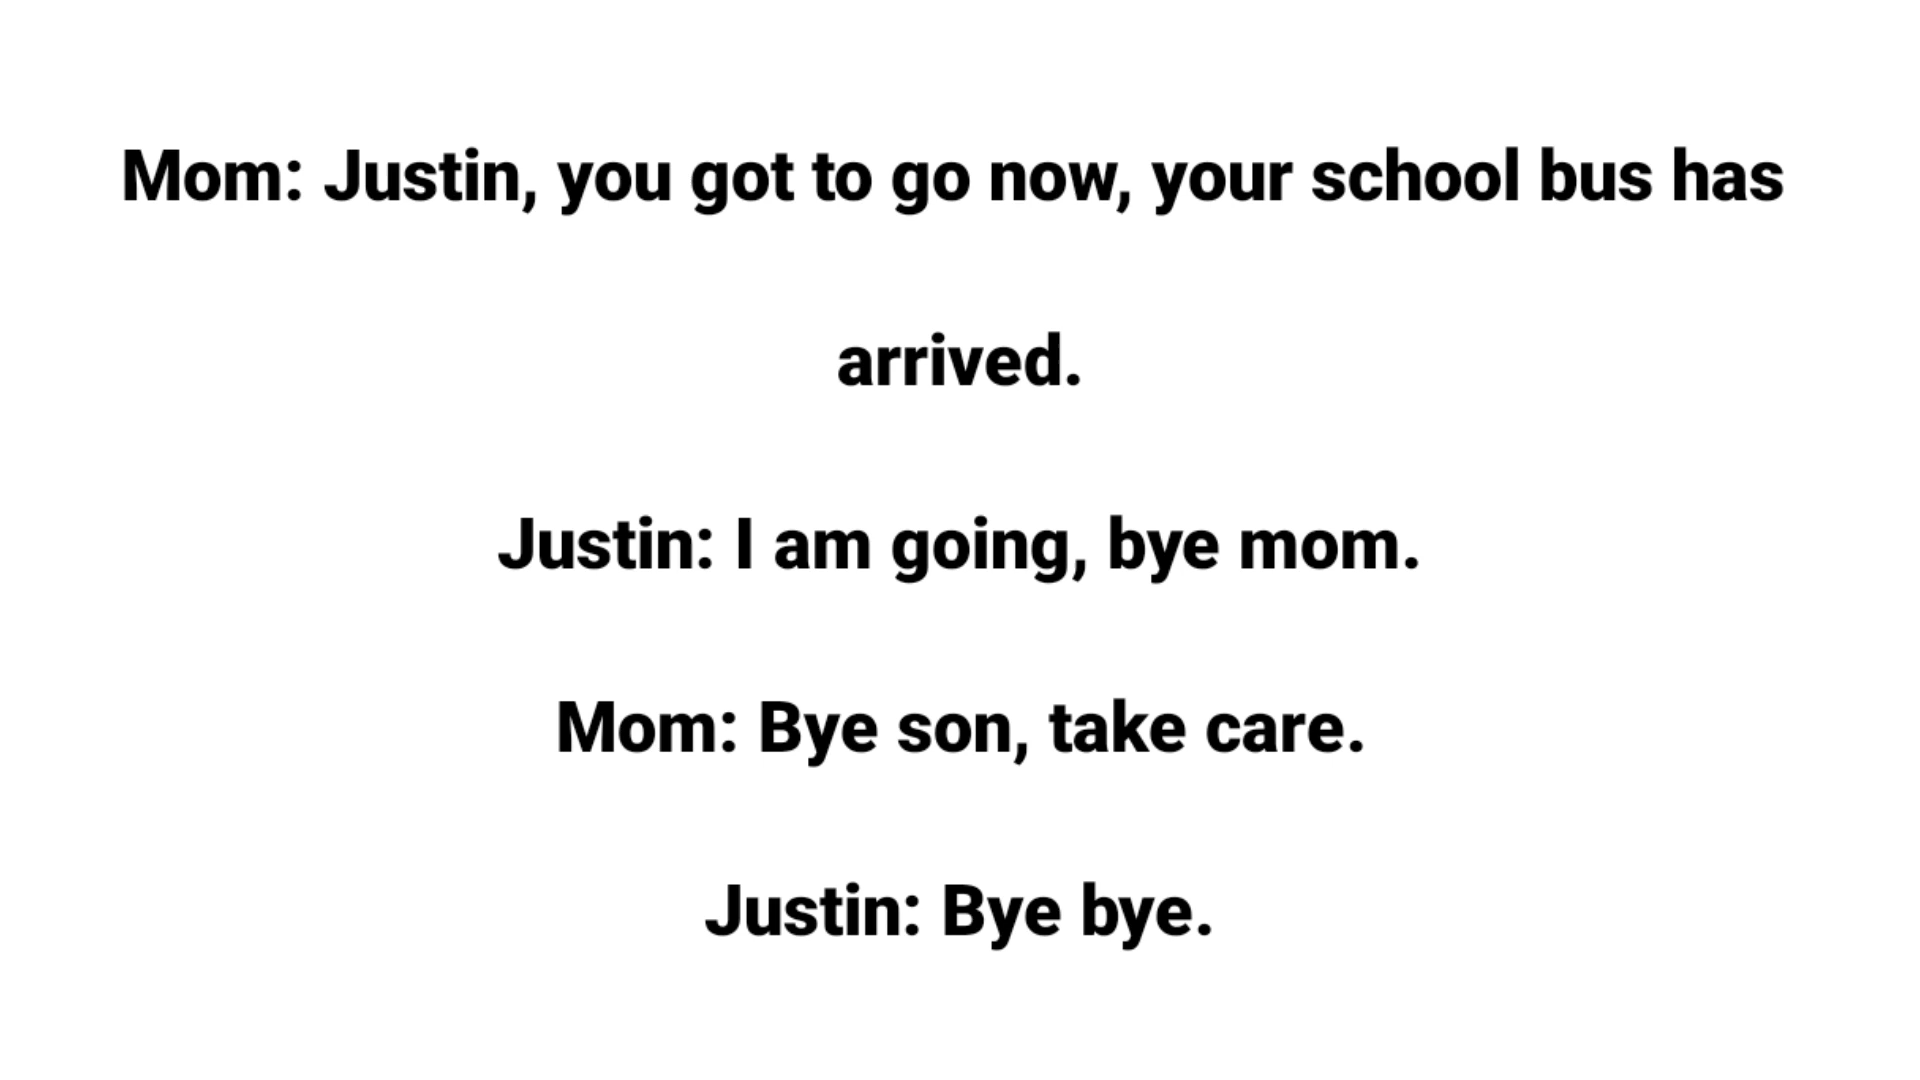 Mom: Justin, you got to go now, your school bus has
arrived.
Justin: I am going, bye mom.
Mom: Bye son, take care.
Justin: Bye bye.